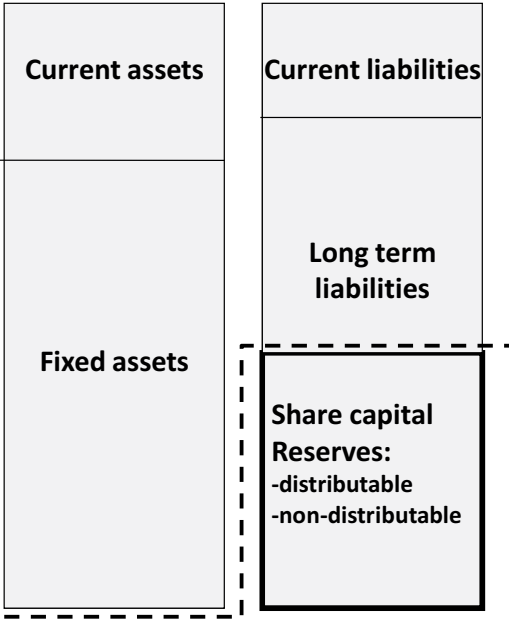 Current assets
Fixed assets
Current liabilities
Long term
liabilities
Share capital
Reserves:
-distributable
-non-distributable